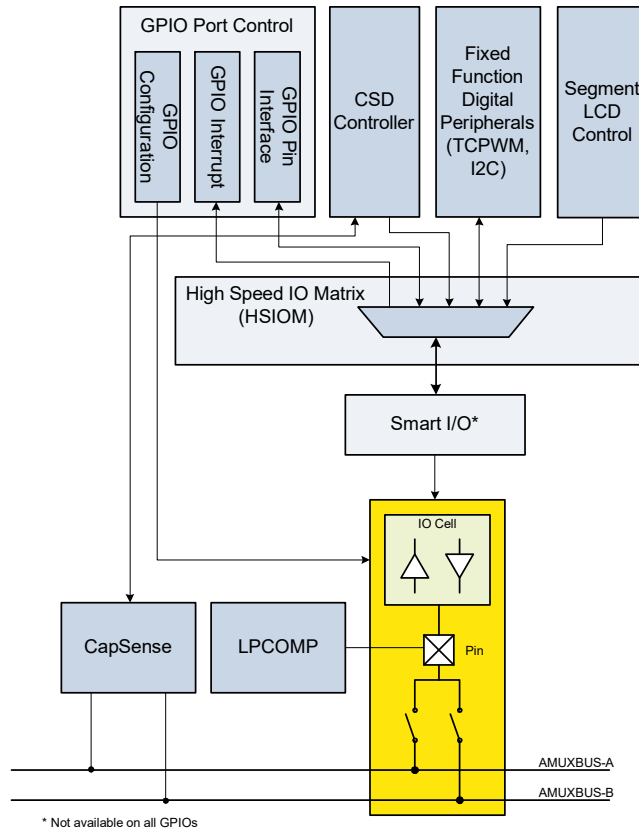 GPIO Port Control
GPIO
Configuration
GPIO Interrupt
GPIO Pin
Interface
CSD
Controller
Fixed
Function
Digital
Peripherals
(TCPWM,
I2C)
Segment
LCD
Control
High Speed IO Matrix
(HSIOM)
Smart I/O*
IO Cell
CapSense
LPCOMP
Pin
AMUXBUS-A
AMUXBUS-B
* Not available on all GPIOs